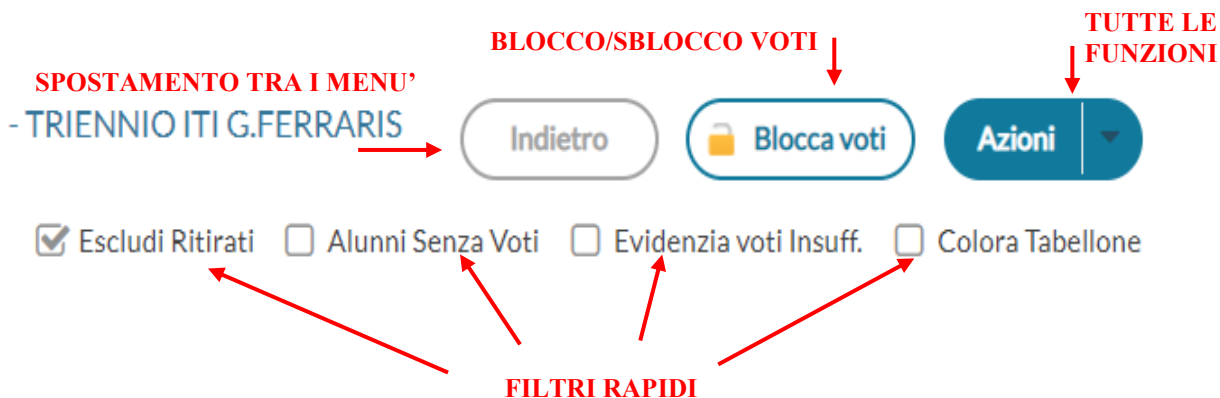 TUTTE LE
FUNZIONI
BLOCCO/SBLOCCO VOTI
SPOSTAMENTO TRA I MENU’
- TRIENNIO ITI G.FERRARIS
Indietro
Blocca voti
Azioni
Escludi Ritirati
Alunni Senza Voti
Evidenzia voti Insuff.
Colora Tabellone
FILTRI RAPIDI